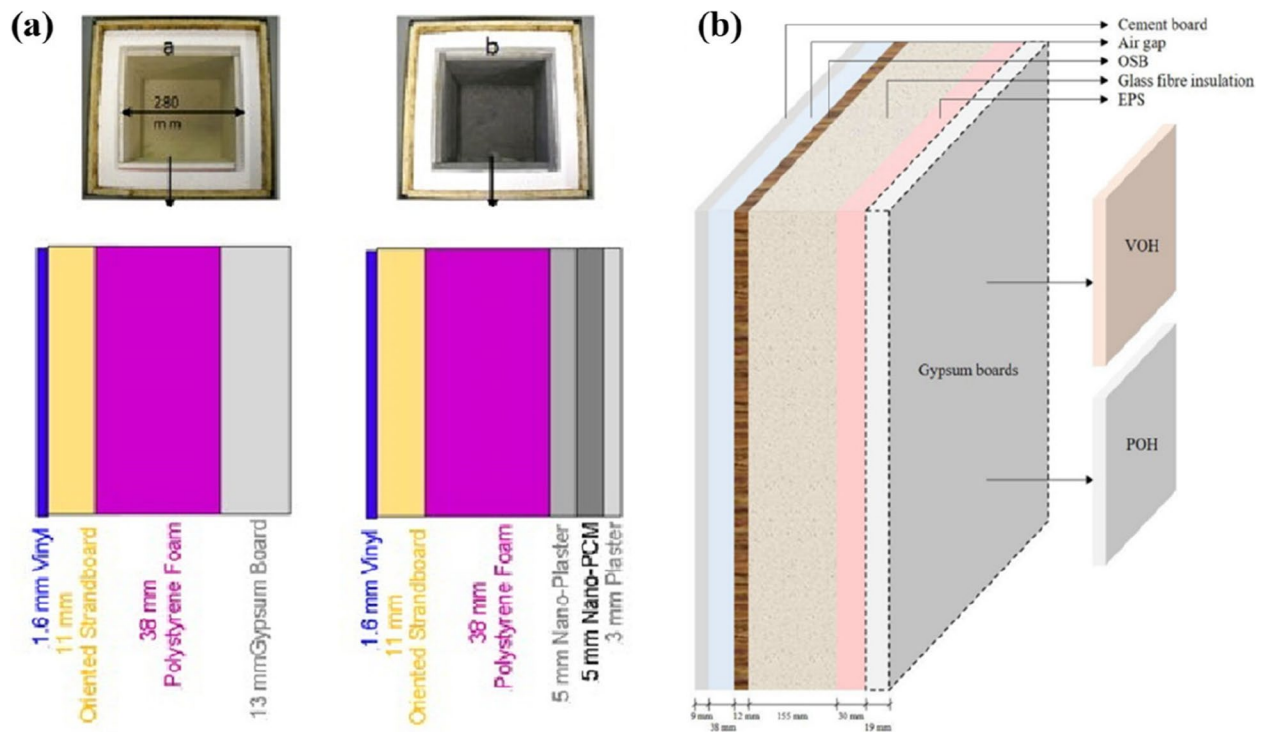 (a)
a
280
mm
b
1.6 mm Vinyl
11 mm
Oriented Strandboard
38 mm
Polystyrene Foam
13 mmGypsum Board
1.6 mm Vinyl
11 mm
Oriented Strandboard
38 mm
Polystyrene Foam
5 mm Nano-Plaster
5 mm Nano-PCM
3 mm Plaster
(b)
Cement board
Air gap
OSB
Glass fibre insulation
EPS
VOH
Gypsum boards
POH
9 mm
38 mm
12 mm
155 mm
30 mm
19 mm